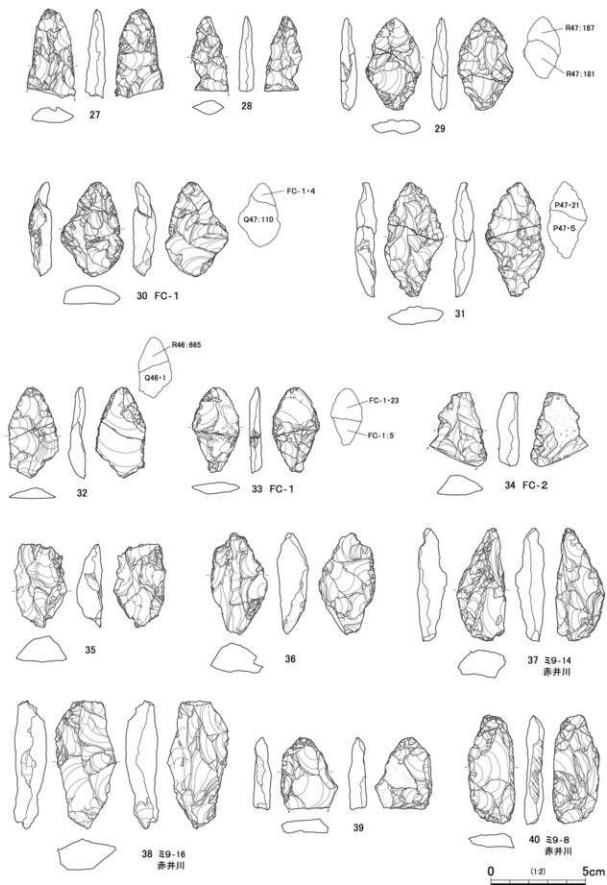 R47:187
R47:181
27
28
29
FC-1・4
Q47:110
30 FC-1
P47・21
P47・5
31
R46:665
Q46・1
32
FC-1・23
FC-1:5
33 FC-1
34 FC-2
35
36
37 ミ9-14
赤井川
38 ミ9-16
赤井川
39
40 ミ9-8
赤井川
0 (1:2) 5cm